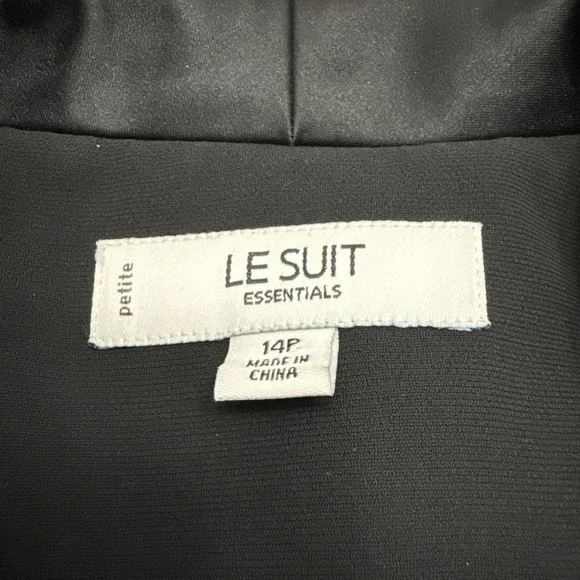 petite
LE SUIT
ESSENTIALS
14P
MADE IN
CHINA